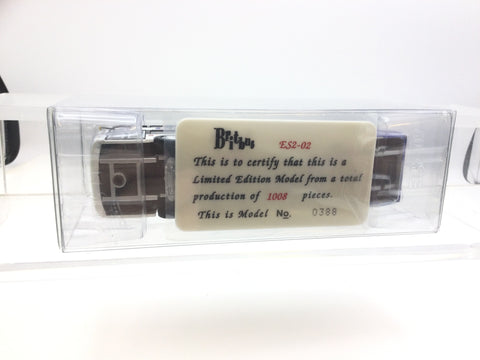 Britbus
ES2-02
This is to certify that this is a
Limited Edition Model from a total
production of 1008 pieces.
This is Model No. 0388